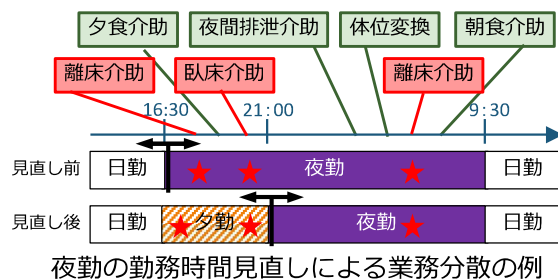 夕食介助 夜間排泄介助 体位変換 朝食介助
離床介助 臥床介助 離床介助
16:30 21:00 9:30
見直し前 日勤 夜勤 日勤
見直し後 日勤 夕勤 夜勤 日勤
夜勤の勤務時間見直しによる業務分散の例